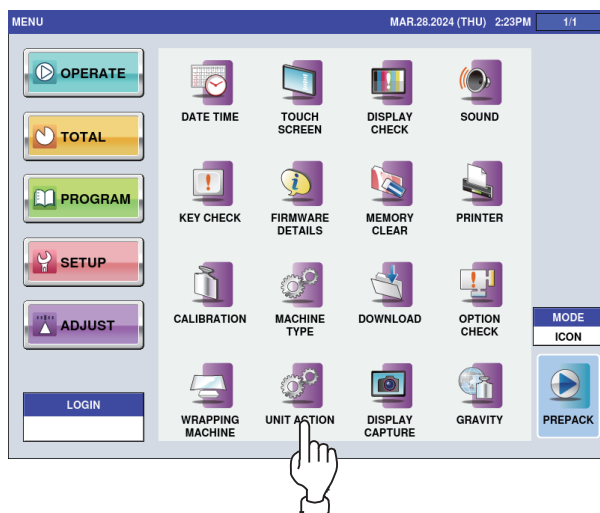 MENU
MAR.28.2024 (THU) 2:23PM
1/1
OPERATE
TOTAL
PROGRAM
SETUP
ADJUST
LOGIN
DATE TIME
TOUCH
SCREEN
DISPLAY
CHECK
SOUND
KEY CHECK
FIRMWARE
DETAILS
MEMORY
CLEAR
PRINTER
CALIBRATION
MACHINE
TYPE
DOWNLOAD
OPTION
CHECK
WRAPPING
MACHINE
UNIT ACTION
DISPLAY
CAPTURE
GRAVITY
MODE
ICON
PREPACK